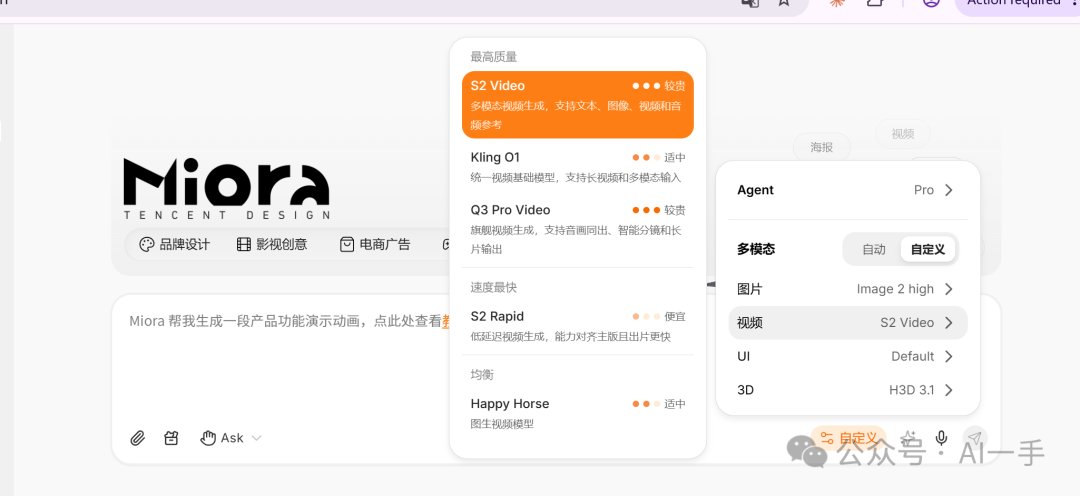 Action required
Miora
TENCENT DESIGN
品牌设计
影视创意
电商广告
Miora 帮我生成一段产品功能演示动画，点此处查看
Ask
最高质量
S2 Video
较贵
多模态视频生成，支持文本、图像、视频和音
频参考
Kling O1
适中
统一视频基础模型，支持长视频和多模态输入
Q3 Pro Video
较贵
旗舰视频生成，支持音画同出、智能分镜和长
片输出
速度最快
S2 Rapid
便宜
低延迟视频生成，能力对齐主版且出片更快
均衡
Happy Horse
适中
图生视频模型
海报
视频
Agent
Pro
多模态
自动
自定义
图片
Image 2 high
视频
S2 Video
UI
Default
3D
H3D 3.1
自定义
公众号·AI一手